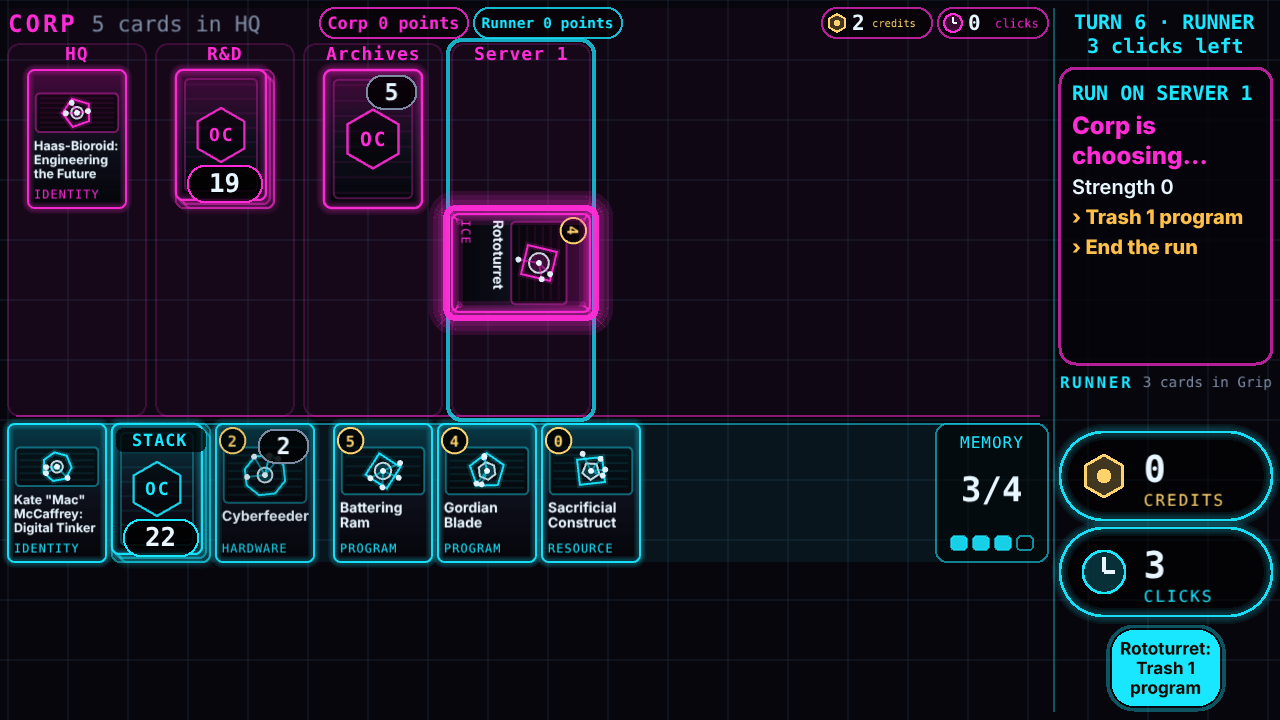 CORP 5 cards in HQ
Corp 0 points
Runner 0 points
2 credits
0 clicks
TURN 6 · RUNNER
3 clicks left
HQ
R&D
Archives
Server 1
Haas-Bioroid:
Engineering
the Future
IDENTITY
OC
19
5
OC
4
Rototurret
ICE
RUN ON SERVER 1
Corp is
choosing...
Strength 0
› Trash 1 program
› End the run
RUNNER 3 cards in Grip
Kate "Mac"
McCaffrey:
Digital Tinker
IDENTITY
STACK
OC
22
2
2
Cyberfeeder
HARDWARE
5
Battering
Ram
PROGRAM
4
Gordian
Blade
PROGRAM
0
Sacrificial
Construct
RESOURCE
MEMORY
3/4
0
CREDITS
3
CLICKS
Rototurret:
Trash 1
program